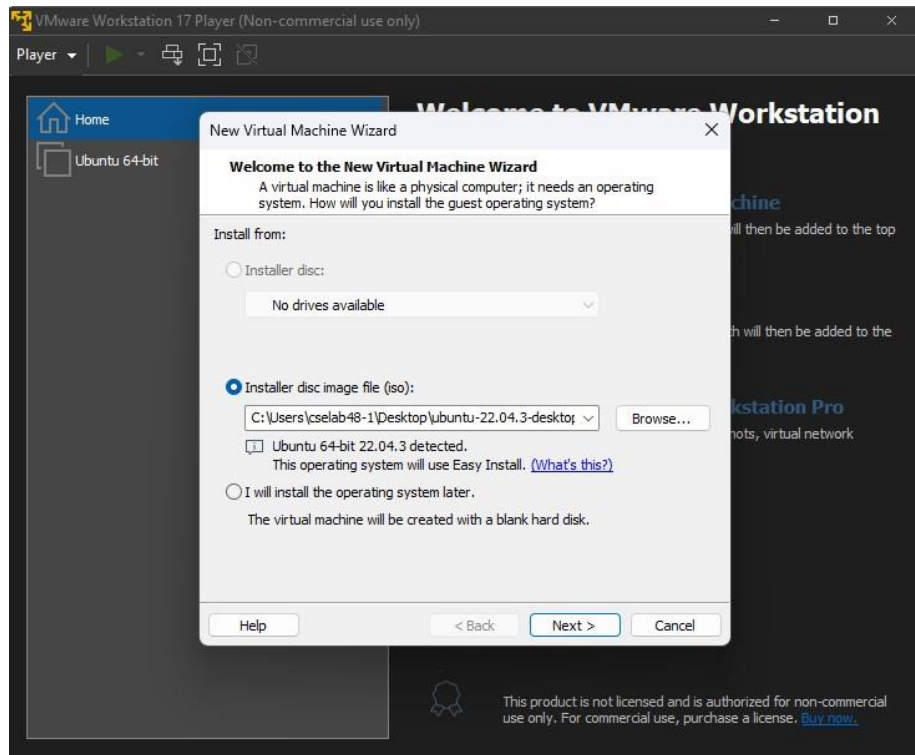 VMware Workstation 17 Player (Non-commercial use only)
Player
Home
Ubuntu 64-bit
Welcome to VMware Workstation
chine
will then be added to the top
ch will then be added to the
kstation Pro
hots, virtual network
New Virtual Machine Wizard
Welcome to the New Virtual Machine Wizard
A virtual machine is like a physical computer; it needs an operating
system. How will you install the guest operating system?
Install from:
Installer disc:
No drives available
Installer disc image file (iso):
C:\Users\cselab48-1\Desktop\ubuntu-22.04.3-desktop
Browse...
Ubuntu 64-bit 22.04.3 detected.
This operating system will use Easy Install. (What's this?)
I will install the operating system later.
The virtual machine will be created with a blank hard disk.
Help
< Back
Next >
Cancel
This product is not licensed and is authorized for non-commercial
use only. For commercial use, purchase a license. Buy now.